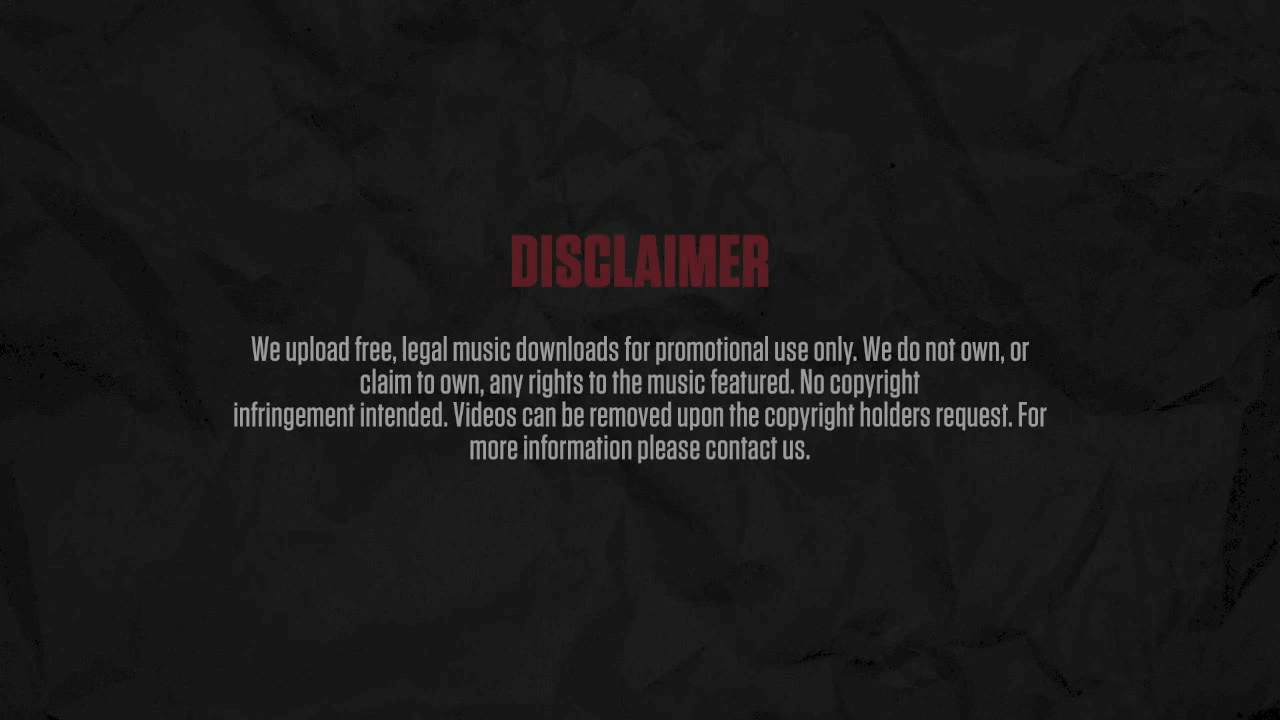 DISCLAIMER
We upload free, legal music downloads for promotional use only. We do not own, or
claim to own, any rights to the music featured. No copyright
infringement intended. Videos can be removed upon the copyright holders request. For
more information please contact us.